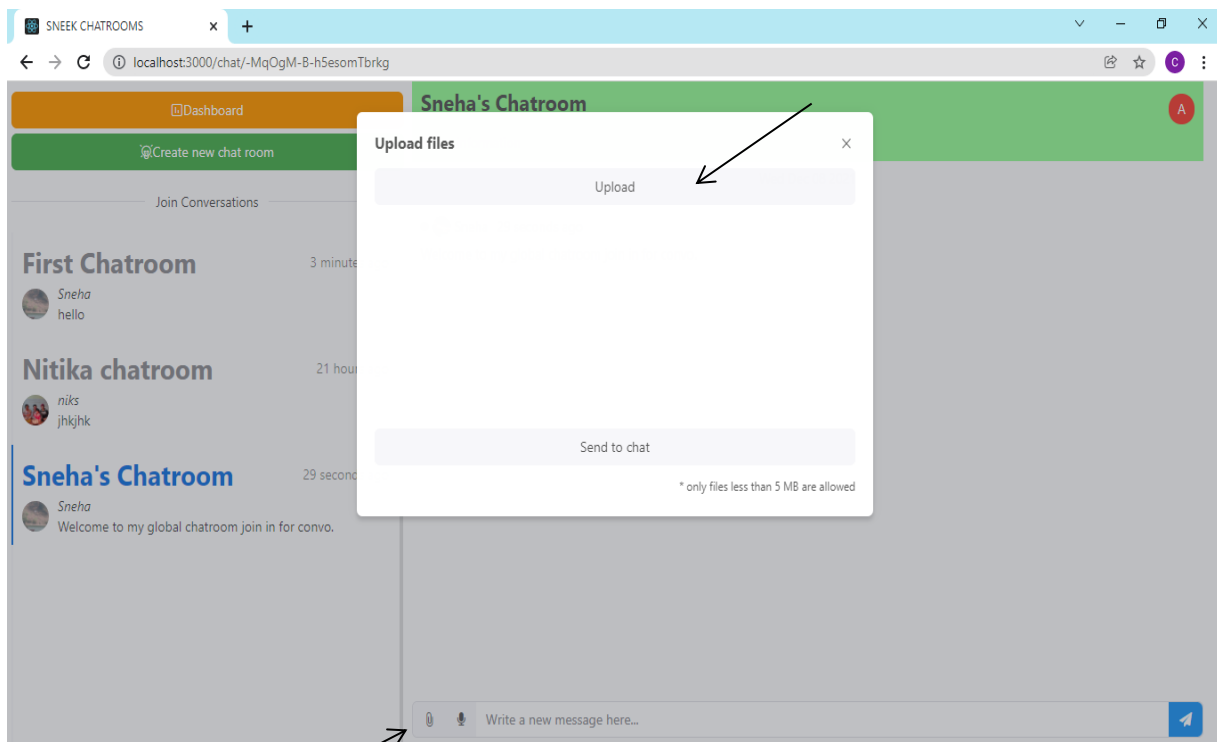 SNEEK CHATROOMS
localhost:3000/chat/-MqOgM-B-h5esomTbrkg
C
Dashboard
Create new chat room
Join Conversations
First Chatroom
3 minute
Sneha
hello
Nitika chatroom
21 hou
niks
jhkjhk
Sneha's Chatroom
29 second
Sneha
Welcome to my global chatroom join in for convo.
Sneha's Chatroom
A
Upload files
Upload
Send to chat
* only files less than 5 MB are allowed
Write a new message here...